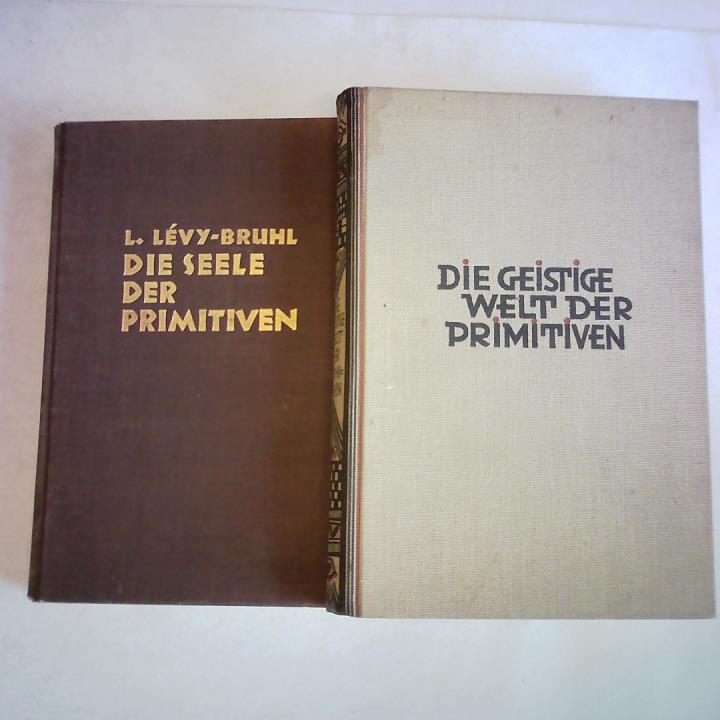 L. LÉVY-BRUHL
DIE SEELE
DER
PRIMITIVEN
DIE GEISTIGE
WELT DER
PRIMITIVEN